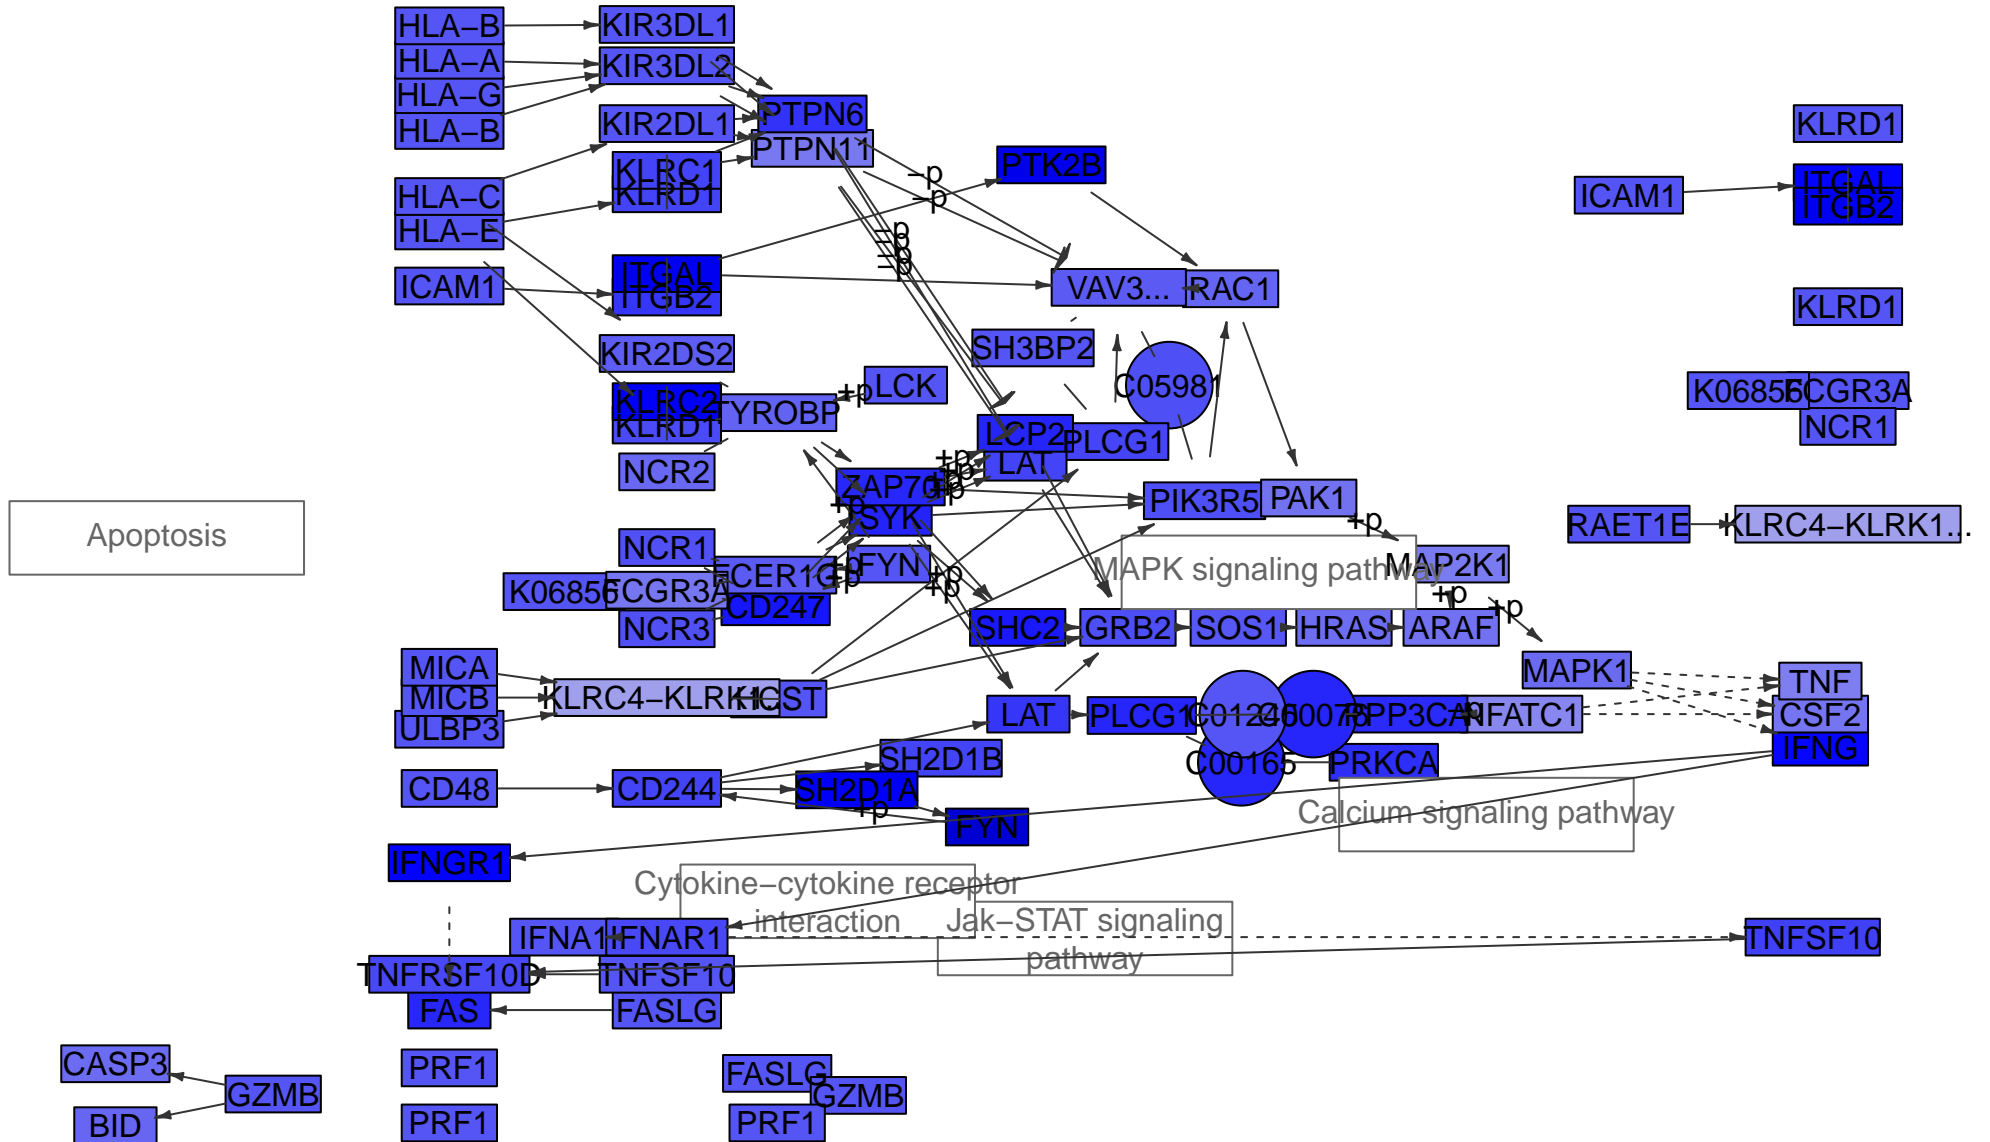 HLA−B
KIR3DL1
HLA−A
KIR3DL2
HLA−G
HLA−B
KIR2DL1
PTPN6
PTPN11
KLRD1
KLRC1
KLRD1
−p
−p
PTK2B
HLA−C
HLA−E
ICAM1
ITGAL
ITGB2
−p
−p
−p
−p
ICAM1
ITGAL
ITGB2
VAV3...
RAC1
KLRD1
KIR2DS2
SH3BP2
C05981
LCK
+p
KLRC2
KLRD1
TYROBP
K06856
FCGR3A
NCR1
LCP2
LAT
PLCG1
NCR2
+p
+p
+p
+p
ZAP70
SYK
+p
PIK3R5
PAK1
+p
RAET1E
KLRC4−KLRK1...
Apoptosis
NCR1
FCER1G
FYN
+p
+p
+p
+p
MAPK signaling pathway
MAP2K1
K06856
FCGR3A
CD247
NCR3
+p
+p
SHC2
GRB2
SOS1
HRAS
ARAF
MICA
MICB
ULBP3
KLRC4−KLRK1...
HCST
MAPK1
TNF
CSF2
IFNG
LAT
PLCG1
C01245
C00076
PPP3CA
−p
NFATC1
C00165
PRKCA
SH2D1B
CD48
CD244
SH2D1A
+p
FYN
Calcium signaling pathway
IFNGR1
Cytokine−cytokine receptor
interaction
Jak−STAT signaling
pathway
IFNA1
IFNAR1
TNFSF10
TNFRSF10D
TNFSF10
FAS
FASLG
CASP3
GZMB
BID
PRF1
PRF1
FASLG
GZMB
PRF1